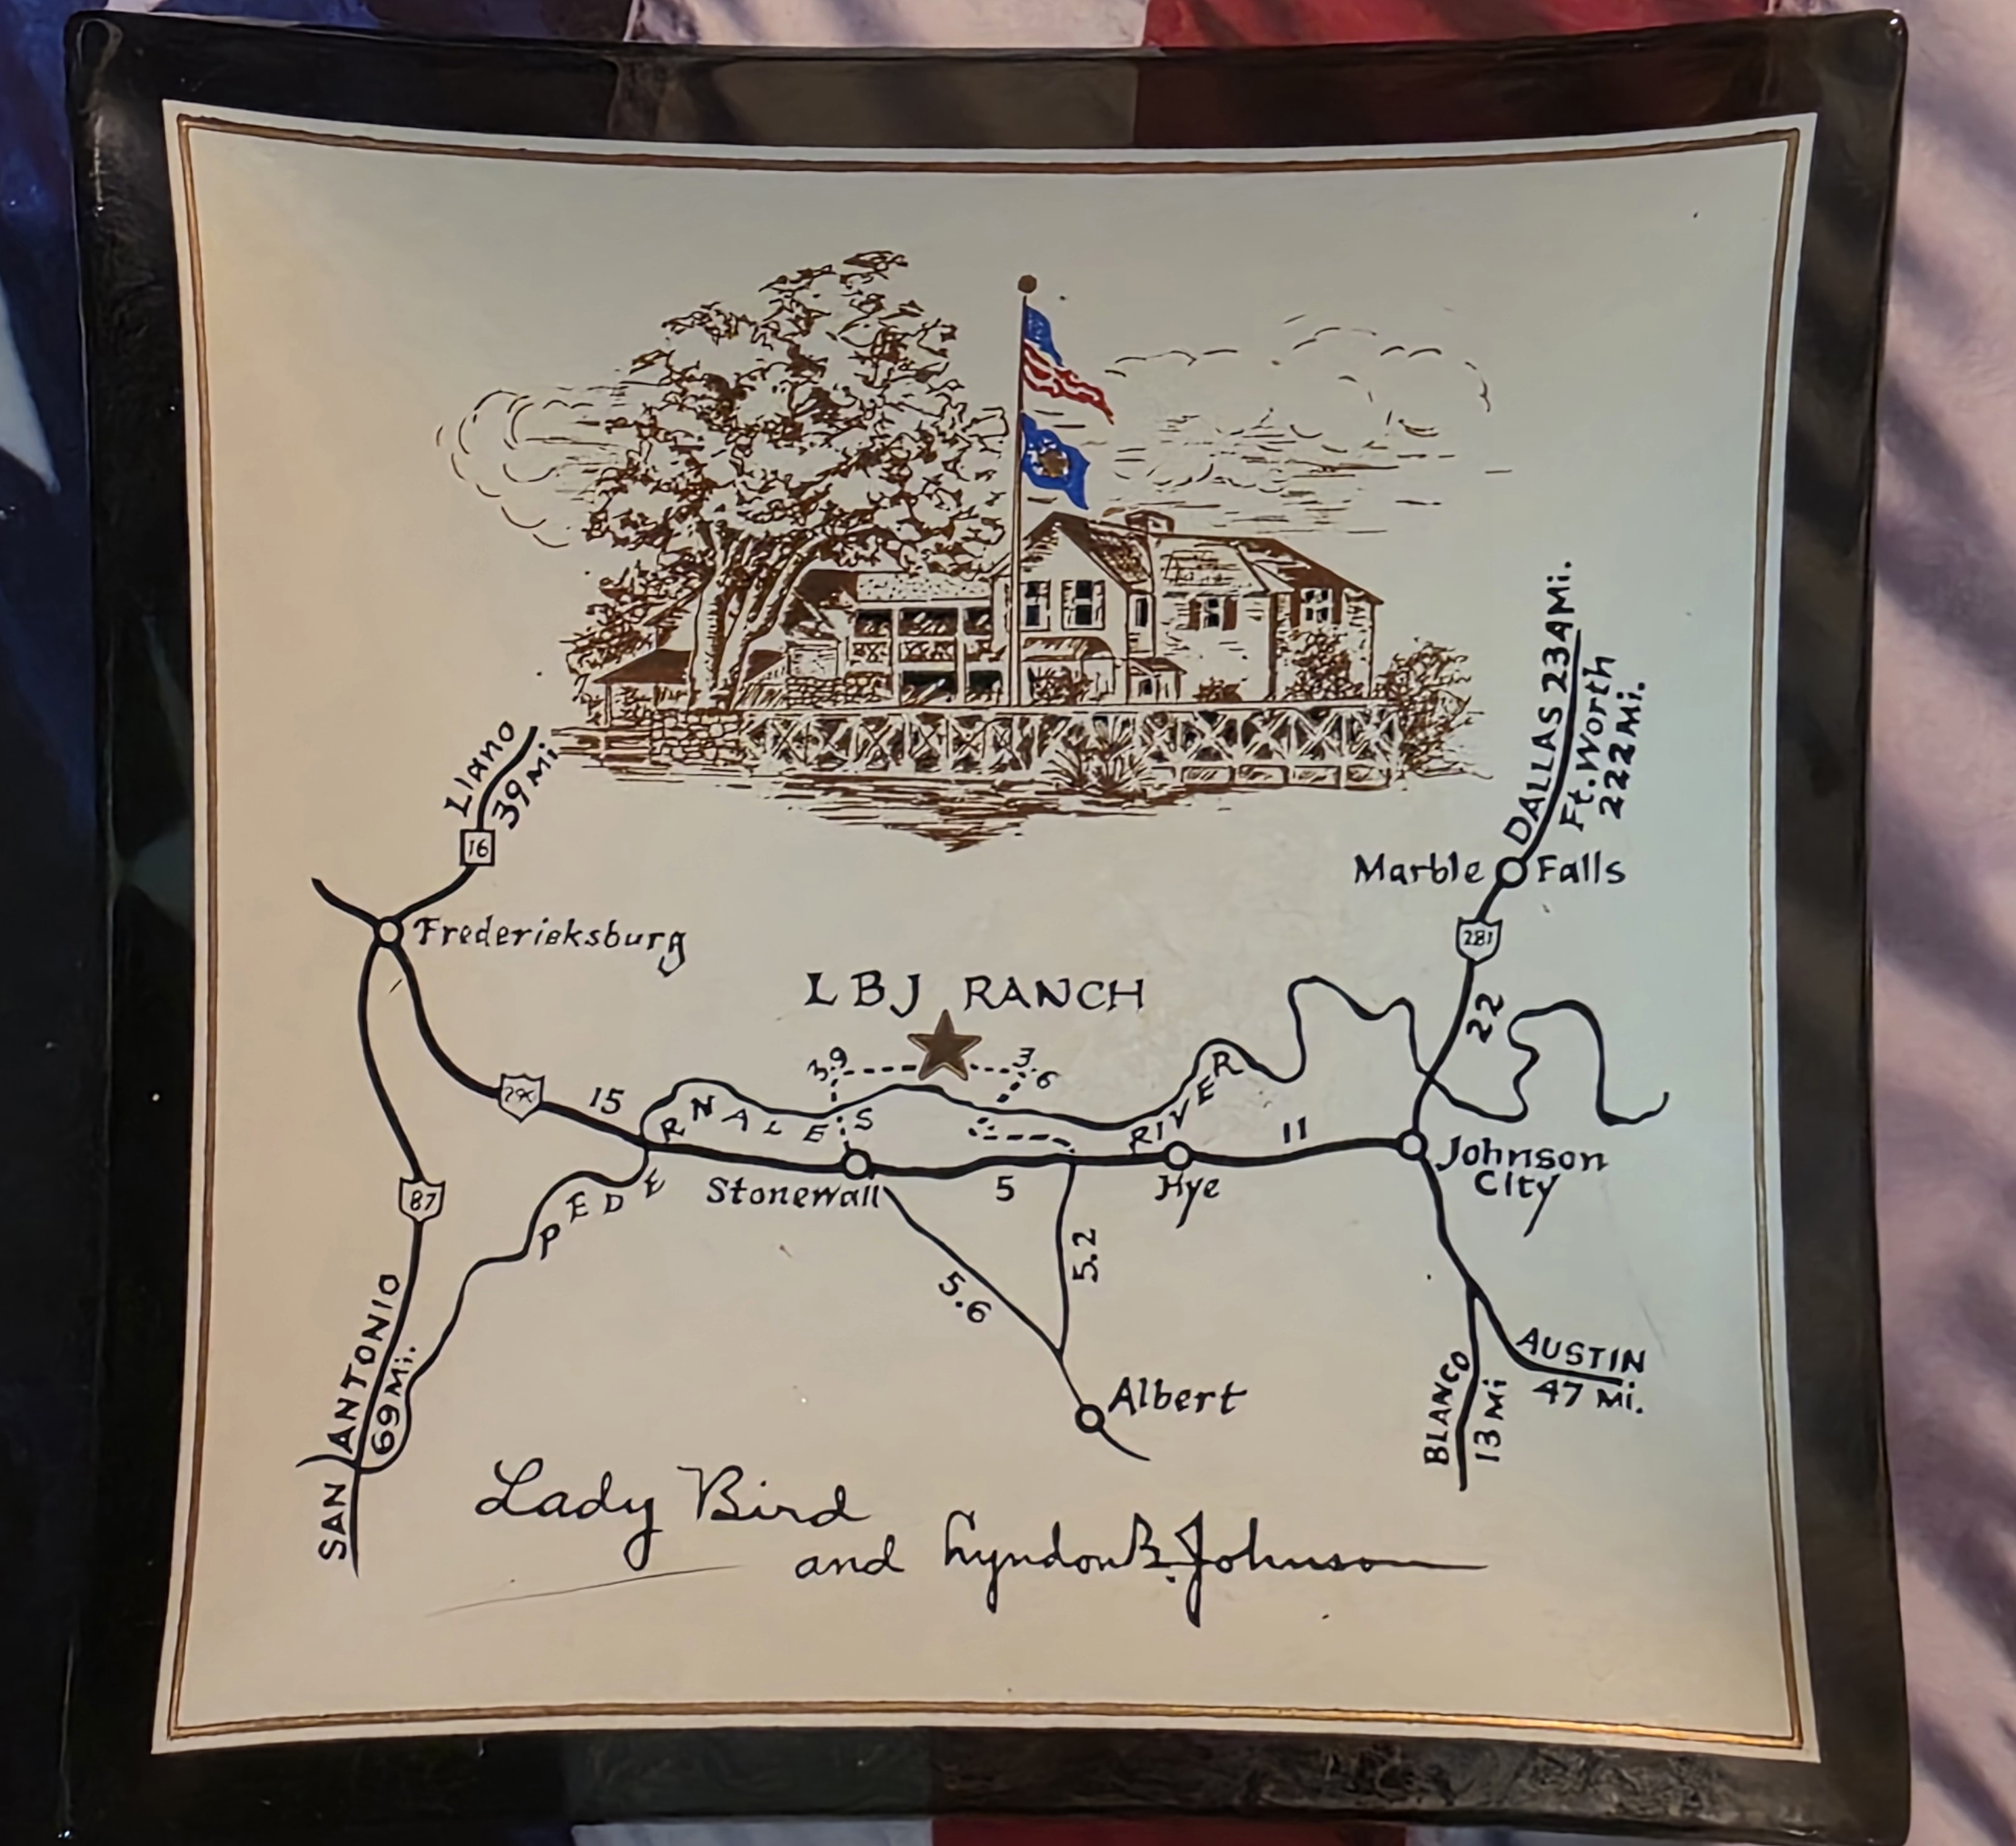 DALLAS 234Mi.
Ft. Worth
222 Mi.
Llano
39 Mi
16
Marble Falls
Fredericksburg
281
22
LBJ RANCH
3.9
3.6
290
15
PEDERNALES RIVER
11
Johnson
City
Stonewall
5
Hye
87
5.2
5.6
SAN ANTONIO
69 Mi.
AUSTIN
47 Mi.
BLANCO
13 Mi
Albert
Lady Bird
and Lyndon B. Johnson